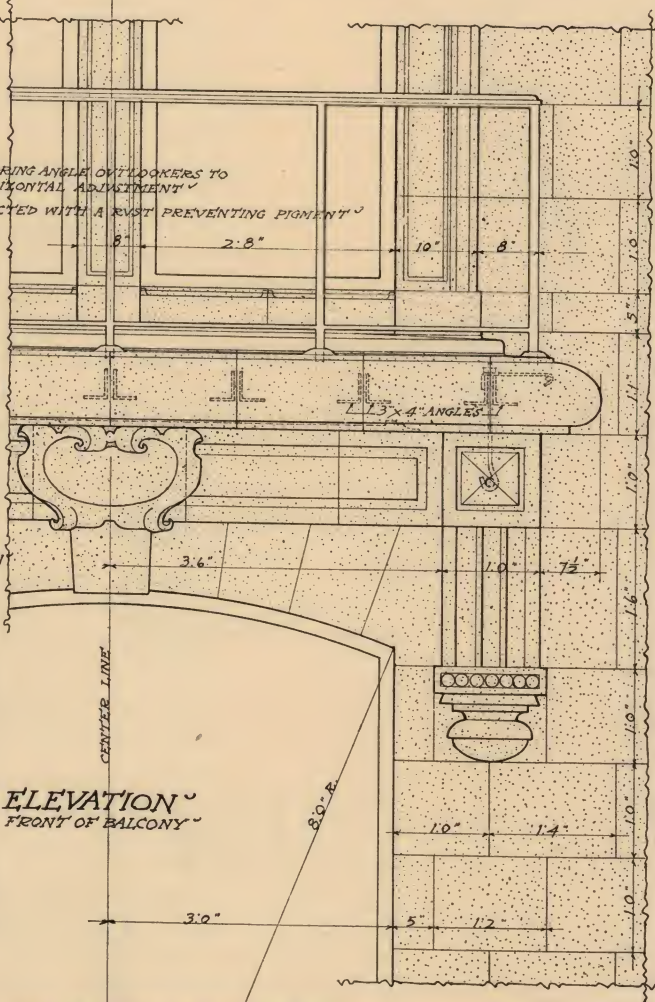 RING ANGLE OUTLOOKERS TO
IZONTAL ADJUSTMENT
CTED WITH A RUST PREVENTING PIGMENT
8" 2'8" 10" 8"
1'0"
1'0"
5"
1'1"
L L 3" x 4" ANGLES
1'0"
3'6" 1'0" 7½
1'6"
CENTER LINE
1'0"
ELEVATION
FRONT OF BALCONY
8'0" R.
1'0" 1'4"
1'0"
3'0" 5" 1'2"
1'0"